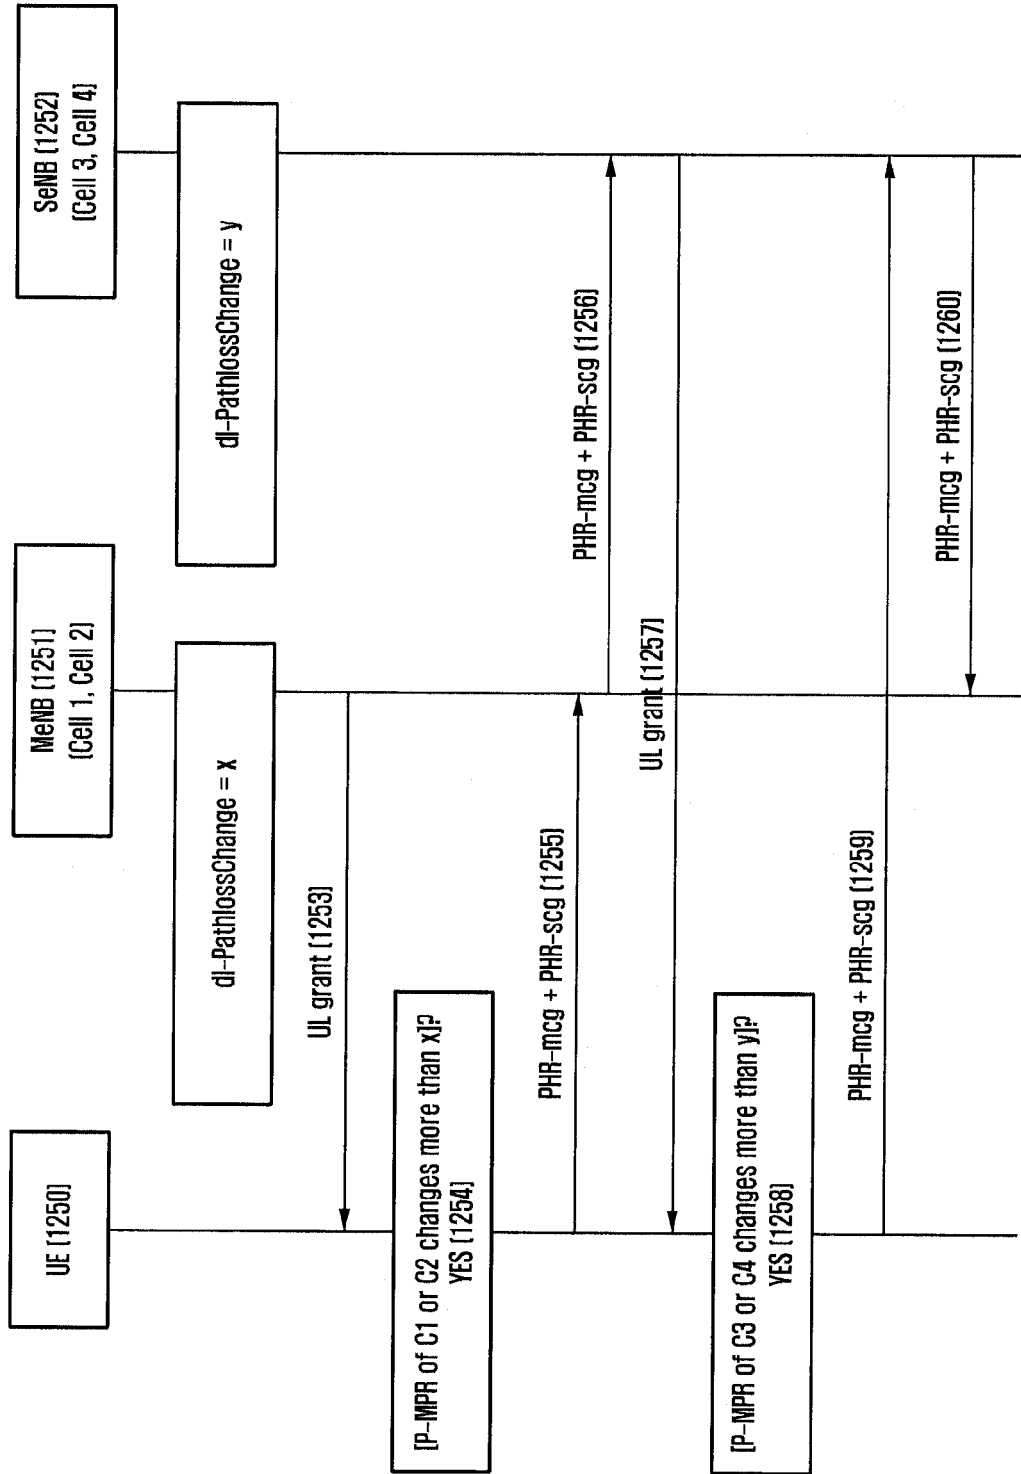 UE [1250]
MeNB [1251]
[Cell 1, Cell 2]
SeNB [1252]
[Cell 3, Cell 4]
dl-PathlossChange = x
dl-PathlossChange = y
UL grant [1253]
[P-MPR of C1 or C2 changes more than x]?
YES [1254]
PHR-mcg + PHR-scg [1255]
PHR-mcg + PHR-scg [1256]
UL grant [1257]
[P-MPR of C3 or C4 changes more than y]?
YES [1258]
PHR-mcg + PHR-scg [1259]
PHR-mcg + PHR-scg [1260]